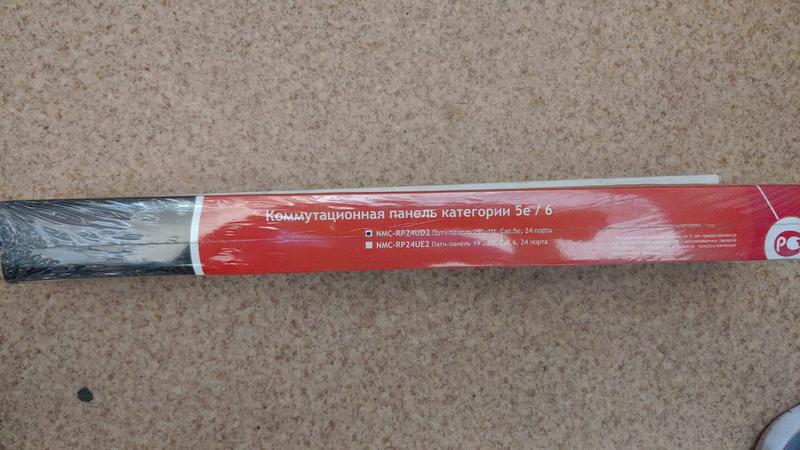 Коммутационная панель категории 5e / 6
NMC-RP24UD2 Патч-панель 19", 1U, Cat.5e, 24 порта
NMC-RP24UE2 Патч-панель 19", 1U, Cat.6, 24 порта